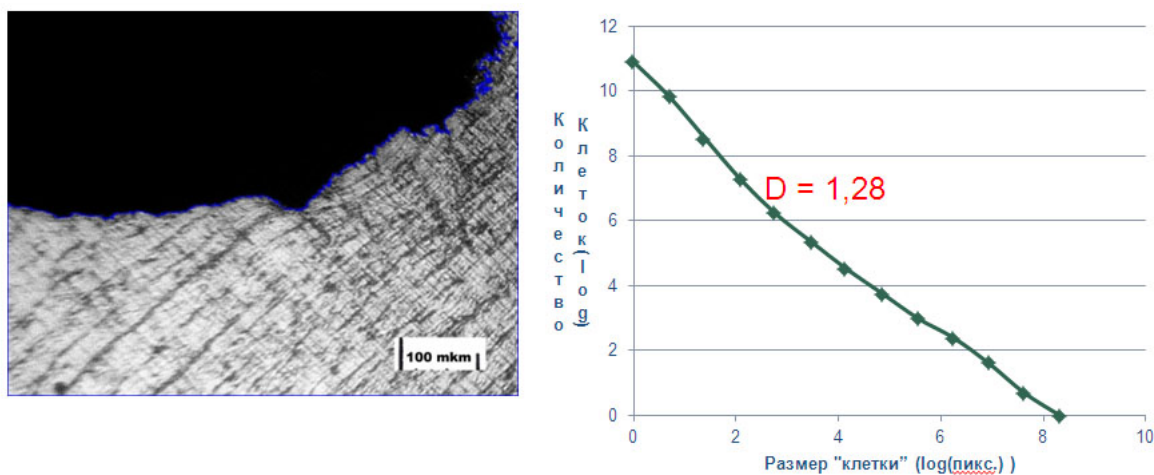 100 mkm
12
10
8
6
4
2
0
Количество
Клеток(log)
D = 1,28
0 2 4 6 8 10
Размер "клетки” (log(пикс.) )